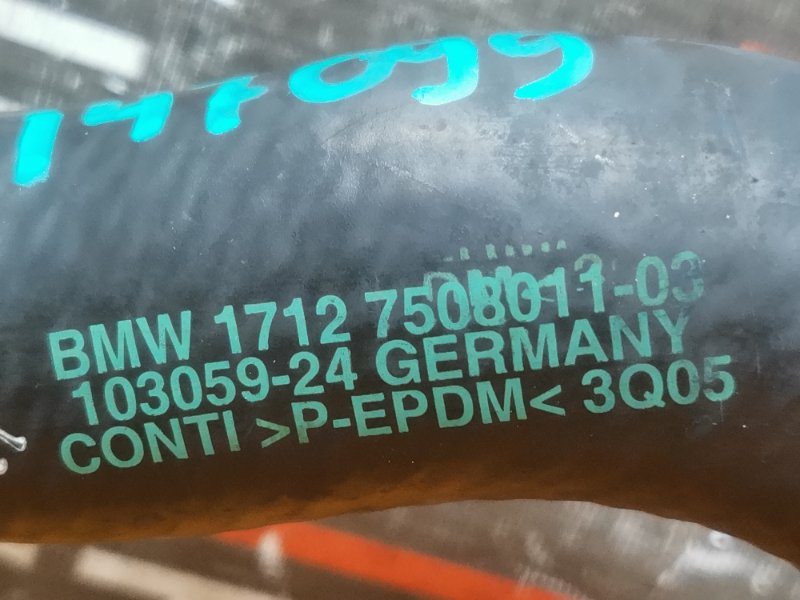 147099
BMW 1712 7508011-03
103059-24 GERMANY
CONTI >P-EPDM< 3Q05